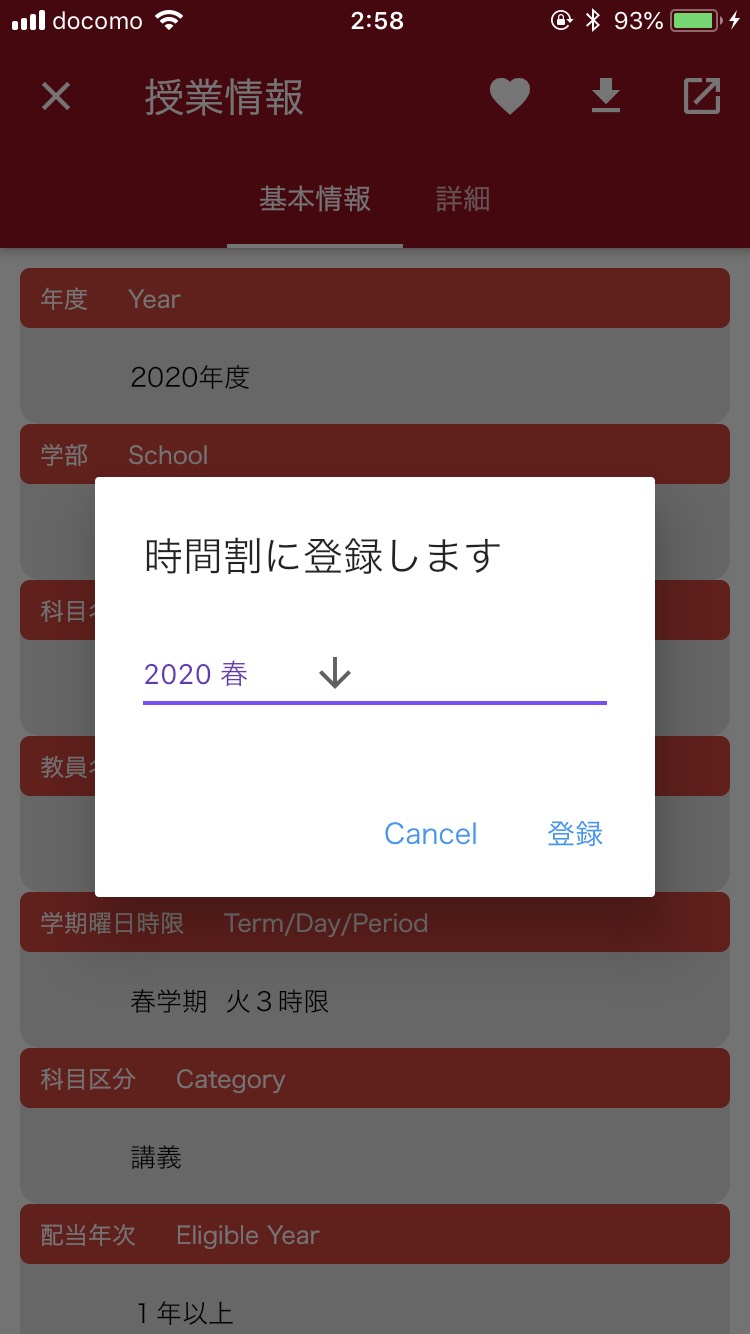 docomo 2:58 93%
授業情報
基本情報 詳細
年度 Year
2020年度
学部 School
科目
時間割に登録します
2020 春
教員
Cancel 登録
学期曜日時限 Term/Day/Period
春学期 火3時限
科目区分 Category
講義
配当年次 Eligible Year
1年以上